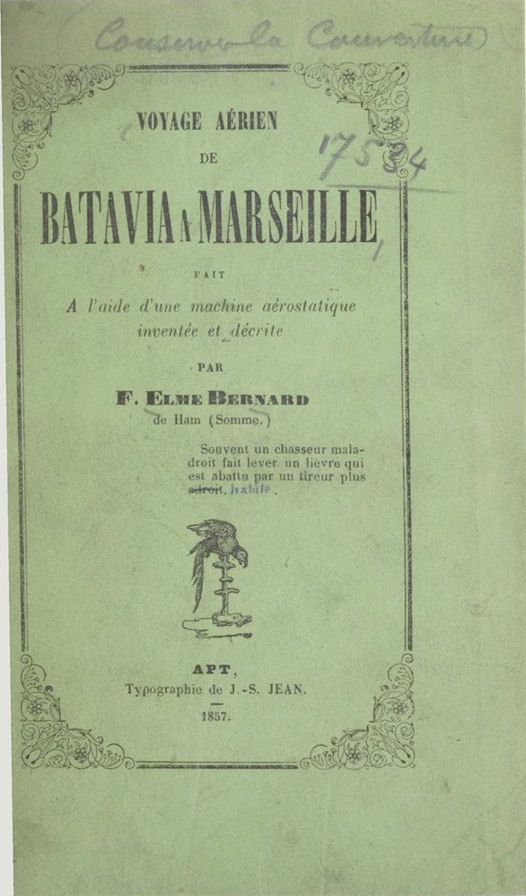 Conserver la Couverture
VOYAGE AÉRIEN
17534
DE
BATAVIA A MARSEILLE
FAIT
A l'aide d'une machine aérostatique
inventée et décrite
PAR
F. ELME BERNARD
de Ham (Somme.)
Souvent un chasseur mala-
droit fait lever un lièvre qui
est abattu par un tireur plus
adroit, habile.
APT,
Typographie de J.-S. JEAN.
1857.